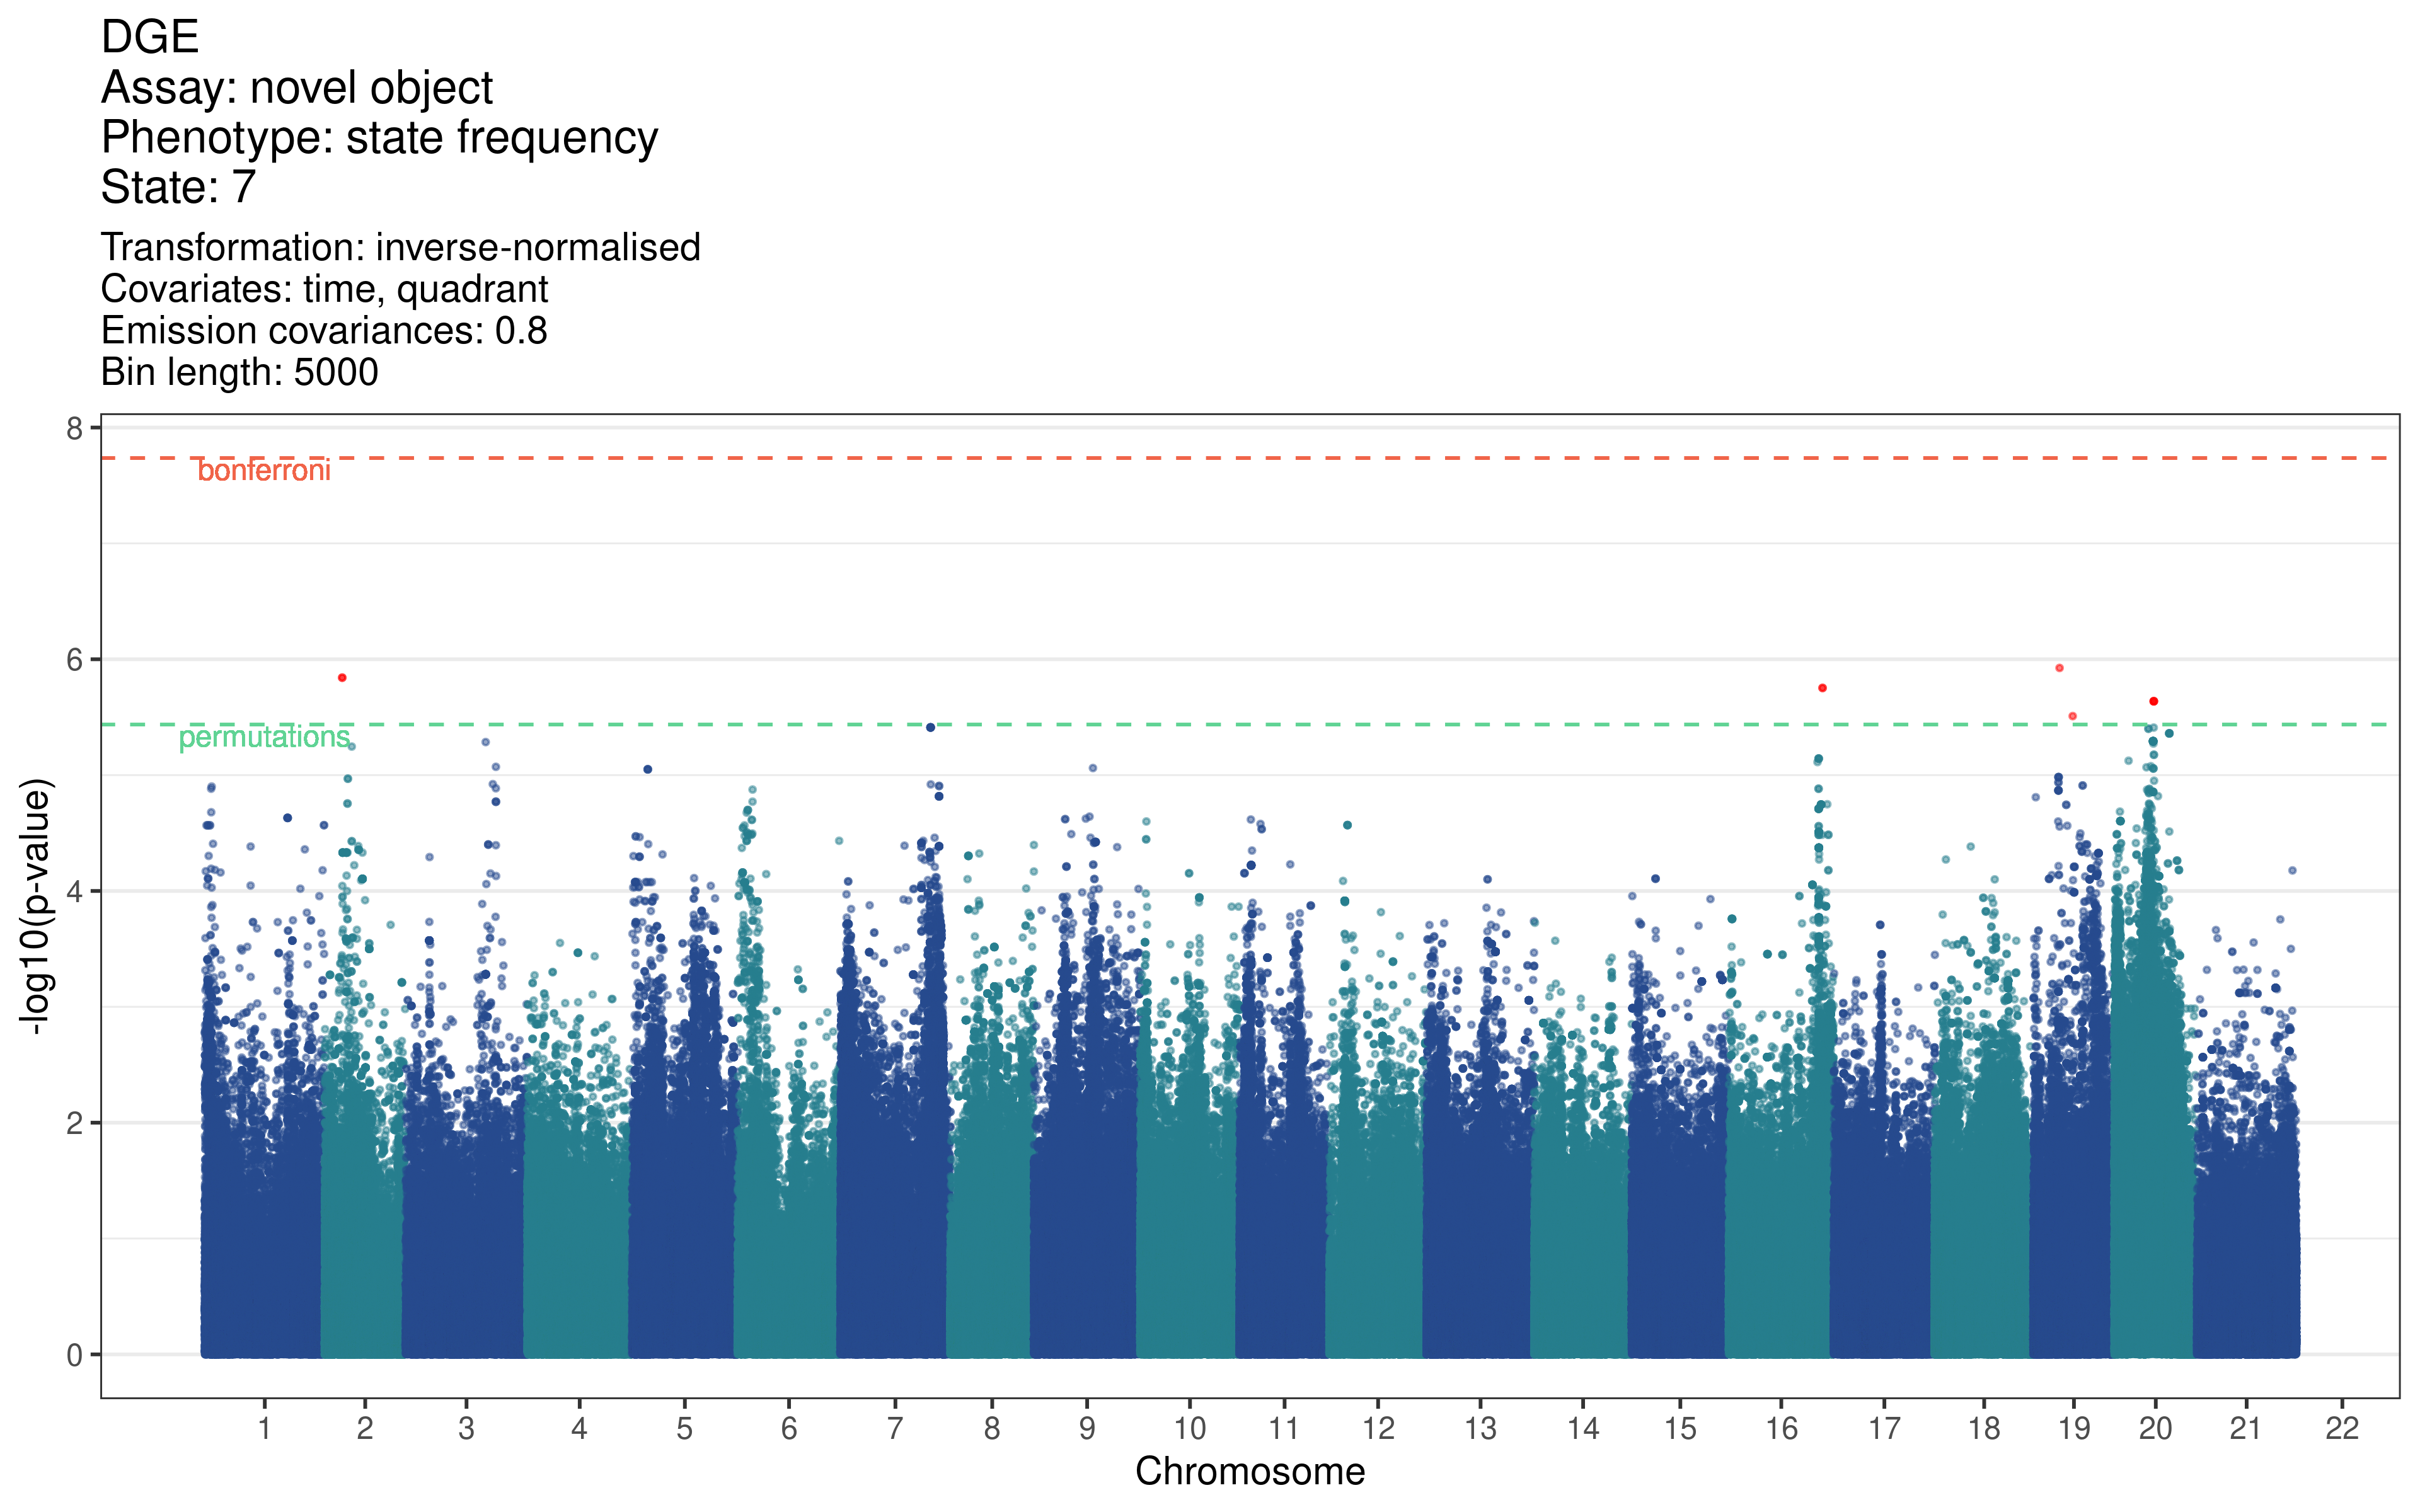 DGE
Assay: novel object
Phenotype: state frequency
State: 7
Transformation: inverse-normalised
Covariates: time, quadrant
Emission covariances: 0.8
Bin length: 5000
8
bonferroni
6
permutations
-log10(p-value)
4
2
0
1 2 3 4 5 6 7 8 9 10 11 12 13 14 15 16 17 18 19 20 21 22
Chromosome